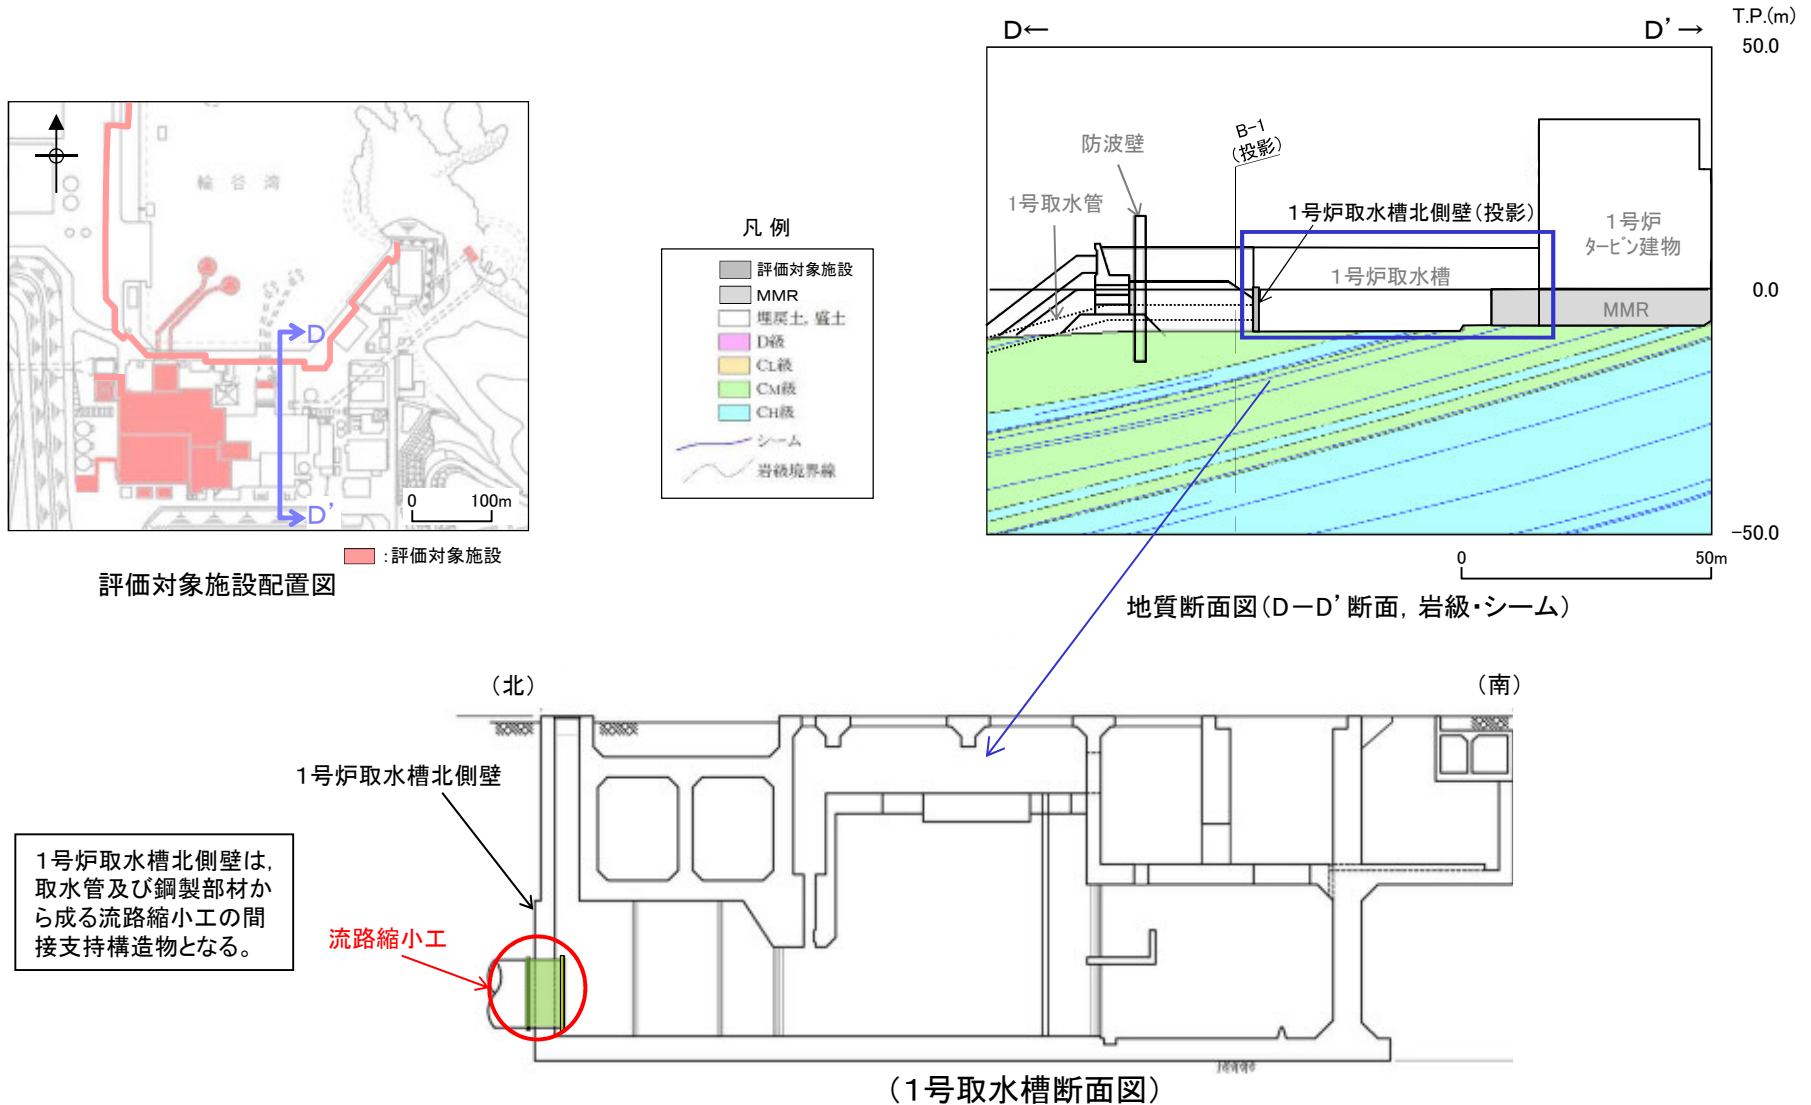 輪谷湾
D
D'
0 100m
:評価対象施設
評価対象施設配置図
凡 例
評価対象施設
MMR
埋戻土, 盛土
D級
CL級
CM級
CH級
シーム
岩級境界線
D←
D'→
T.P.(m)
50.0
0.0
−50.0
防波壁
B-1
(投影)
1号取水管
1号炉取水槽北側壁(投影)
1号炉取水槽
1号炉
タービン建物
MMR
0 50m
地質断面図(D−D'断面, 岩級・シーム)
(北)
(南)
1号炉取水槽北側壁
1号炉取水槽北側壁は,
取水管及び鋼製部材か
ら成る流路縮小工の間
接支持構造物となる。
流路縮小工
(1号取水槽断面図)